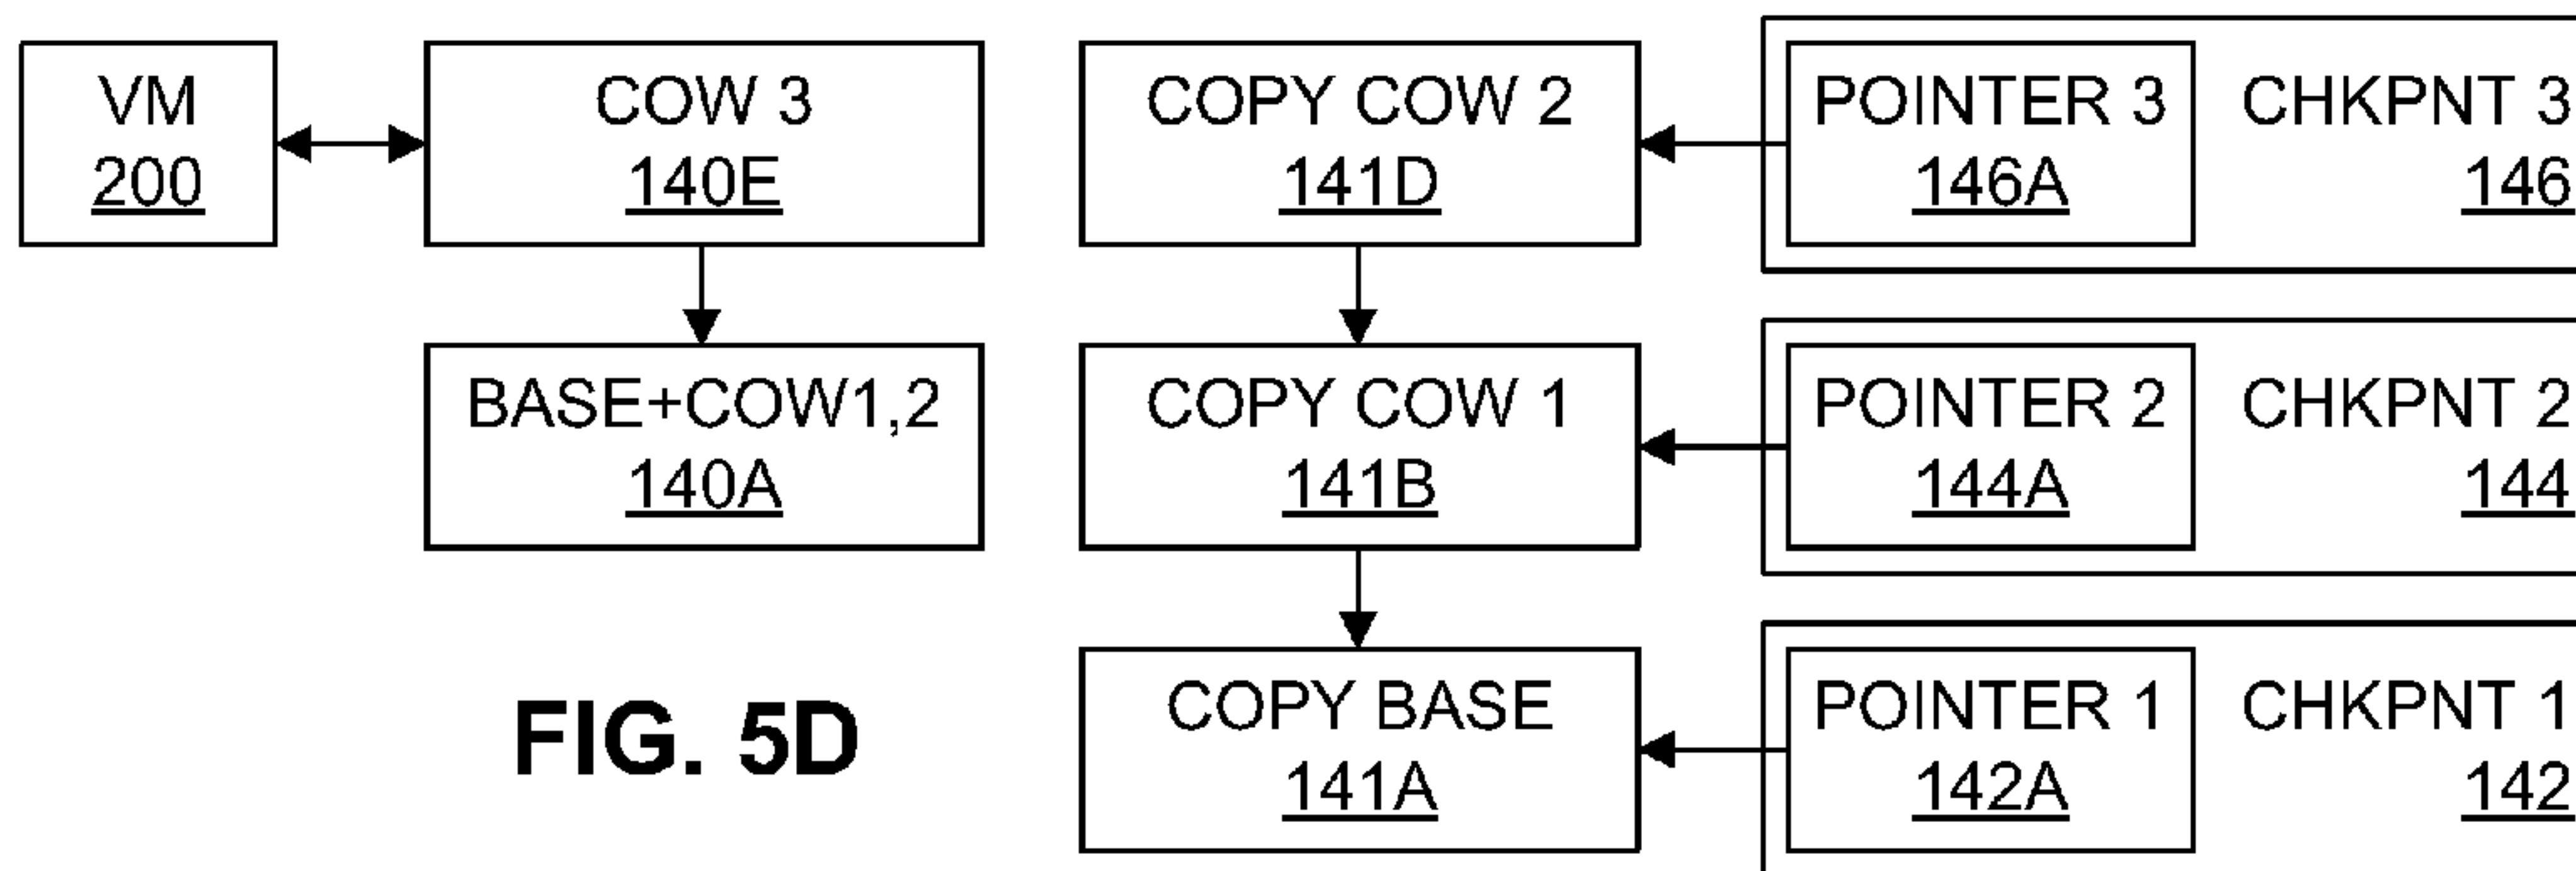 VM
200
COW 3
140E
COPY COW 2
141D
POINTER 3
146A
CHKPNT 3
146
BASE+COW1,2
140A
COPY COW 1
141B
POINTER 2
144A
CHKPNT 2
144
COPY BASE
141A
POINTER 1
142A
CHKPNT 1
142
FIG. 5D